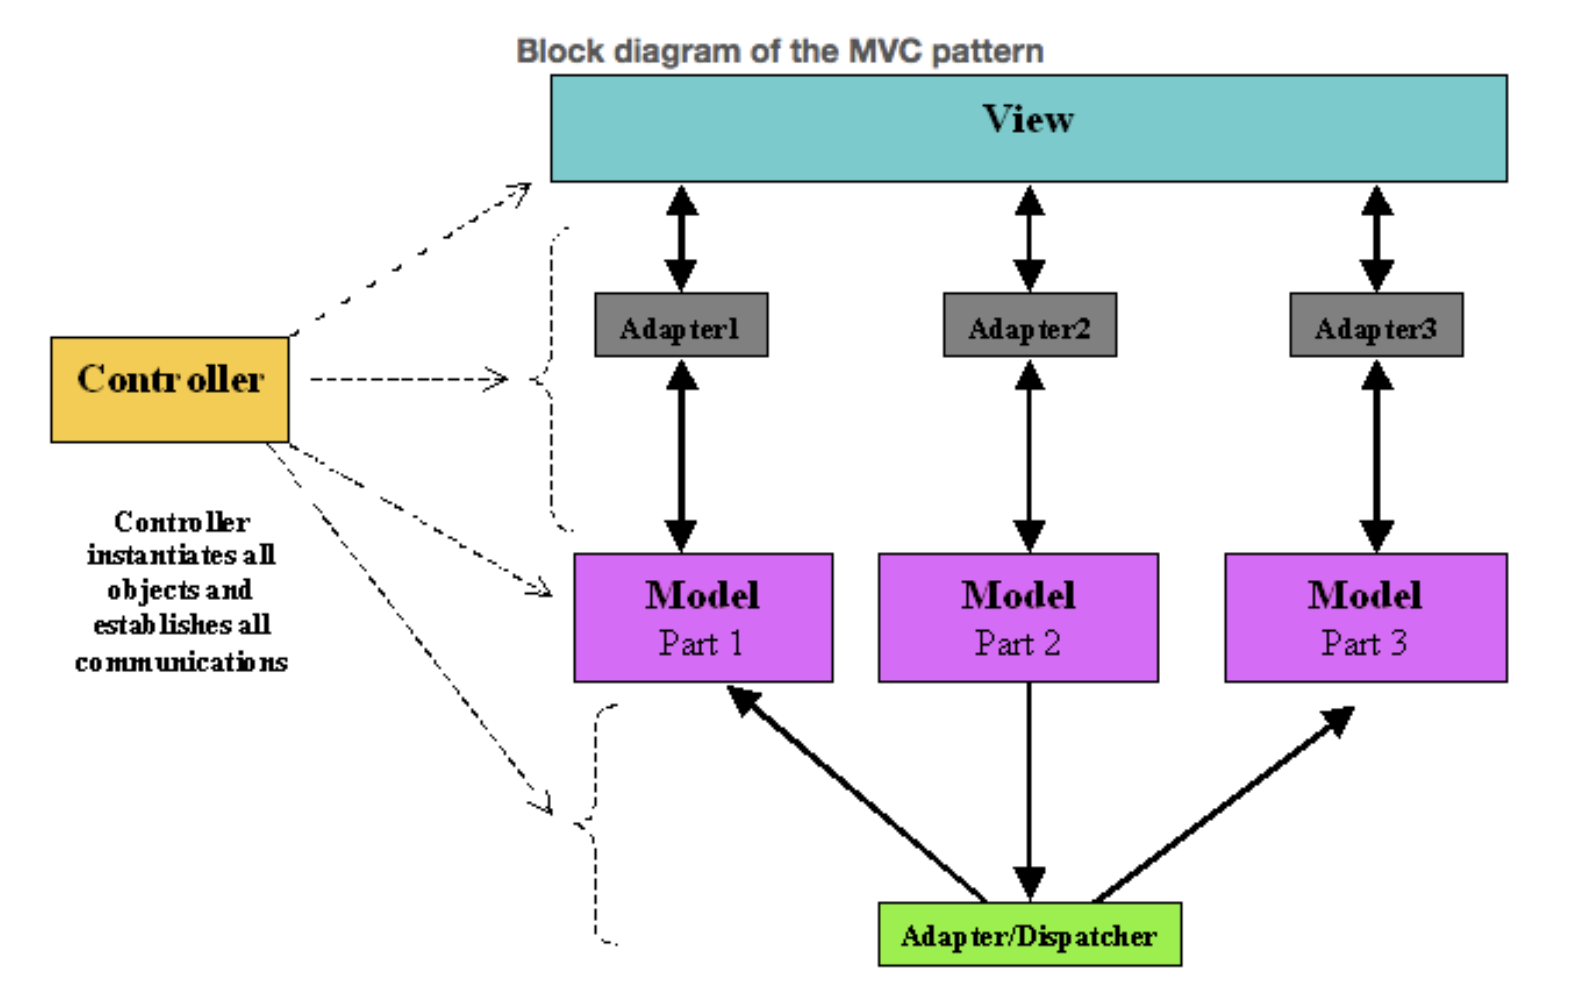 Block diagram of the MVC pattern
View
Adapter1
Adapter2
Adapter3
Controller
Controller
instantiates all
objects and
establishes all
communications
Model
Part 1
Model
Part 2
Model
Part 3
Adapter/Dispatcher